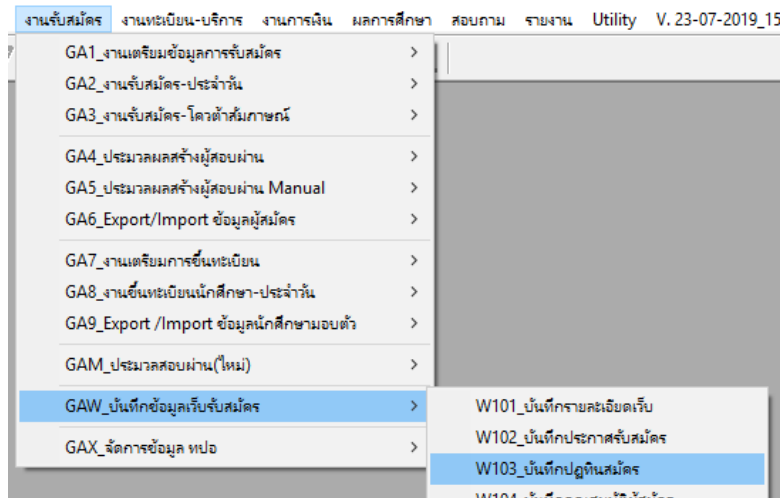 งานรับสมัคร งานทะเบียน-บริการ งานการเงิน ผลการศึกษา สอบถาม รายงาน Utility V. 23-07-2019_15
GA1_งานเตรียมข้อมูลการรับสมัคร
GA2_งานรับสมัคร-ประจำวัน
GA3_งานรับสมัคร-โควต้าสัมภาษณ์
GA4_ประมวลผลสร้างผู้สอบผ่าน
GA5_ประมวลผลสร้างผู้สอบผ่าน Manual
GA6_Export/Import ข้อมูลผู้สมัคร
GA7_งานเตรียมการขึ้นทะเบียน
GA8_งานขึ้นทะเบียนนักศึกษา-ประจำวัน
GA9_Export /Import ข้อมูลนักศึกษามอบตัว
GAM_ประมวลสอบผ่าน(ใหม่)
GAW_บันทึกข้อมูลเว็บรับสมัคร
W101_บันทึกรายละเอียดเว็บ
W102_บันทึกประกาศรับสมัคร
GAX_จัดการข้อมูล ทปอ
W103_บันทึกปฏทินสมัคร